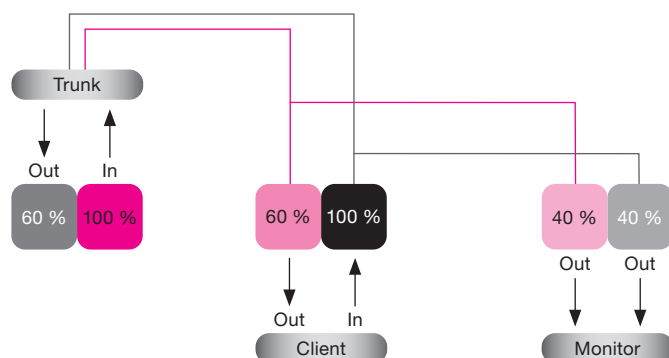 Trunk
Out In
60 % 100 %
60 % 100 %
40 % 40 %
Out Out
Out In
Client
Monitor